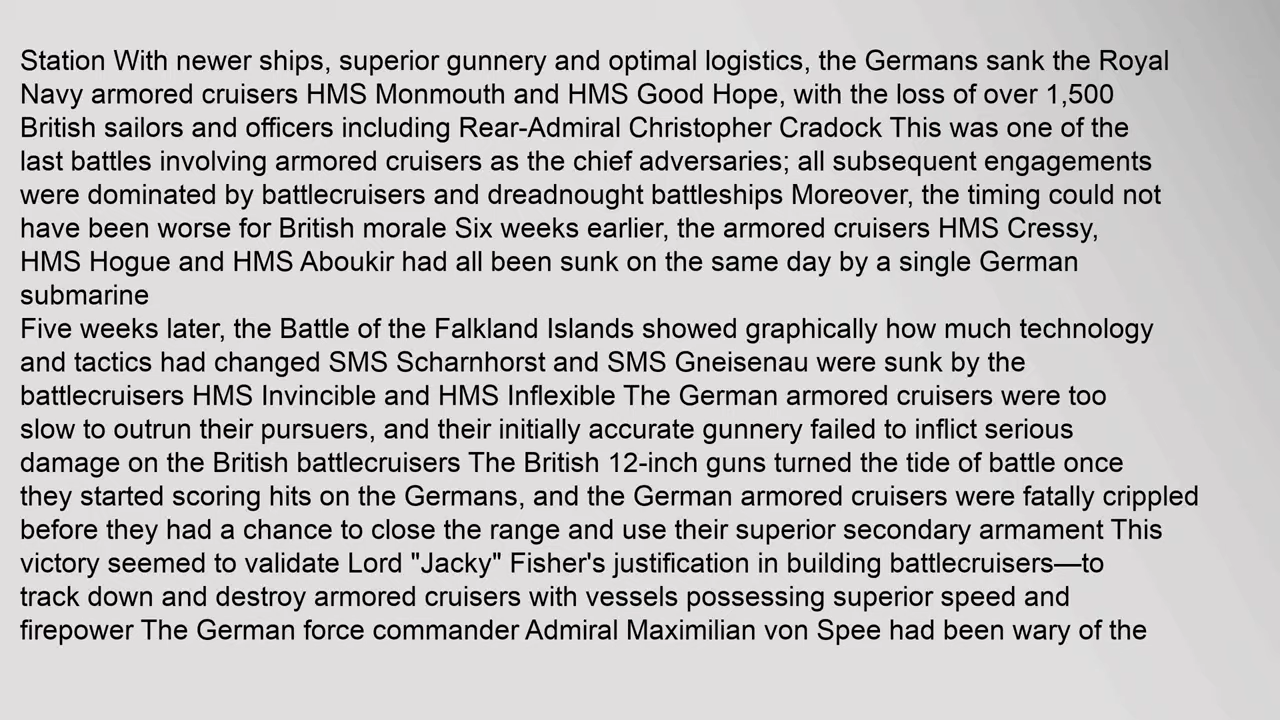 Station With newer ships, superior gunnery and optimal logistics, the Germans sank the Royal
Navy armored cruisers HMS Monmouth and HMS Good Hope, with the loss of over 1,500
British sailors and officers including Rear-Admiral Christopher Cradock This was one of the
last battles involving armored cruisers as the chief adversaries; all subsequent engagements
were dominated by battlecruisers and dreadnought battleships Moreover, the timing could not
have been worse for British morale Six weeks earlier, the armored cruisers HMS Cressy,
HMS Hogue and HMS Aboukir had all been sunk on the same day by a single German
submarine
Five weeks later, the Battle of the Falkland Islands showed graphically how much technology
and tactics had changed SMS Scharnhorst and SMS Gneisenau were sunk by the
battlecruisers HMS Invincible and HMS Inflexible The German armored cruisers were too
slow to outrun their pursuers, and their initially accurate gunnery failed to inflict serious
damage on the British battlecruisers The British 12-inch guns turned the tide of battle once
they started scoring hits on the Germans, and the German armored cruisers were fatally crippled
before they had a chance to close the range and use their superior secondary armament This
victory seemed to validate Lord "Jacky" Fisher's justification in building battlecruisers—to
track down and destroy armored cruisers with vessels possessing superior speed and
firepower The German force commander Admiral Maximilian von Spee had been wary of the